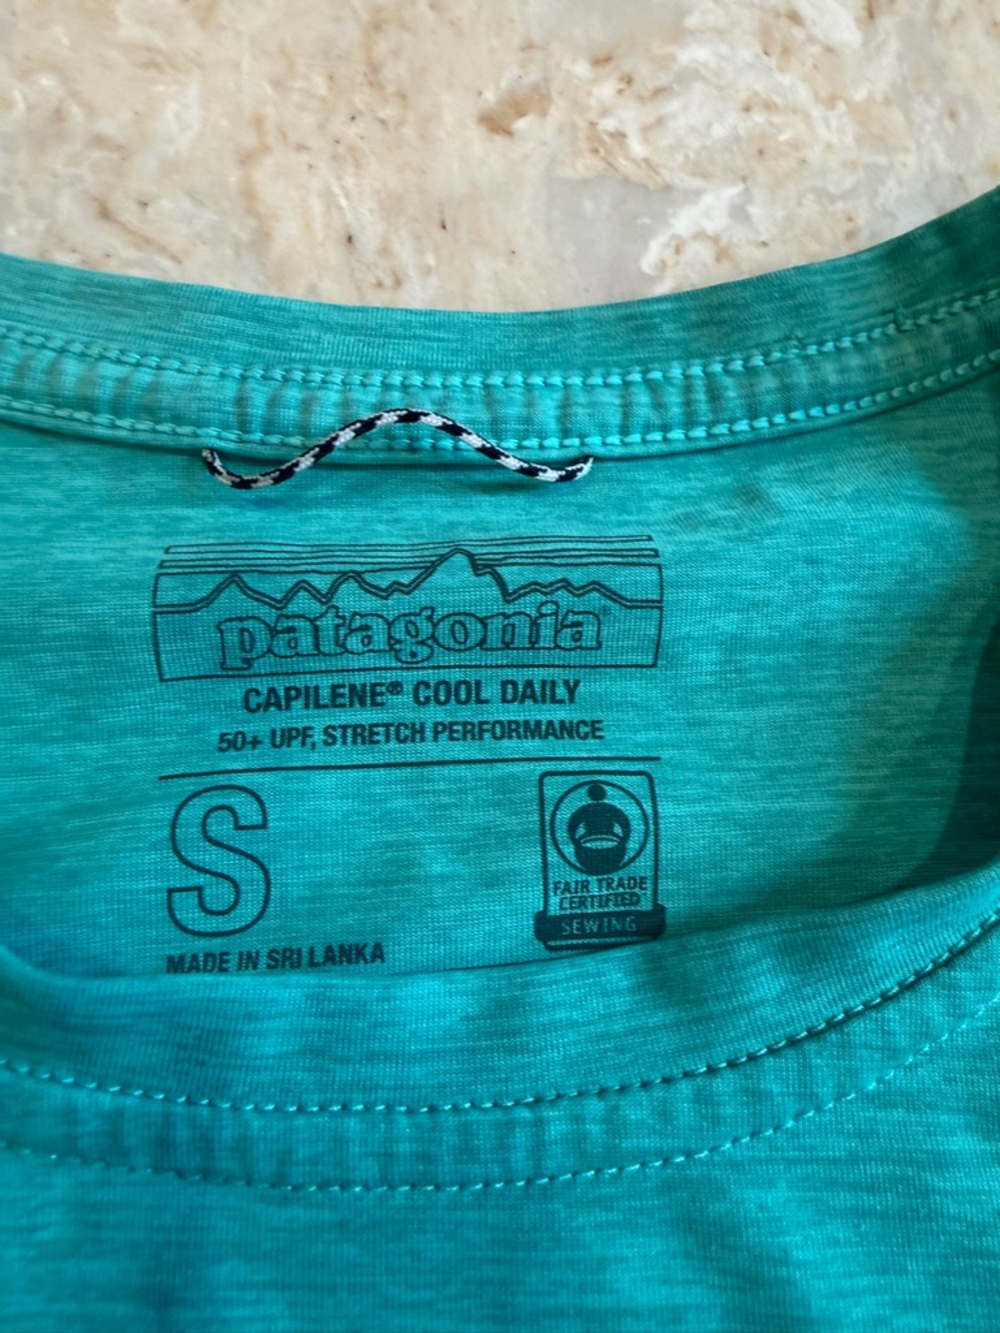 patagonia®
CAPILENE® COOL DAILY
50+ UPF, STRETCH PERFORMANCE
S
FAIR TRADE
CERTIFIED
SEWING
MADE IN SRI LANKA